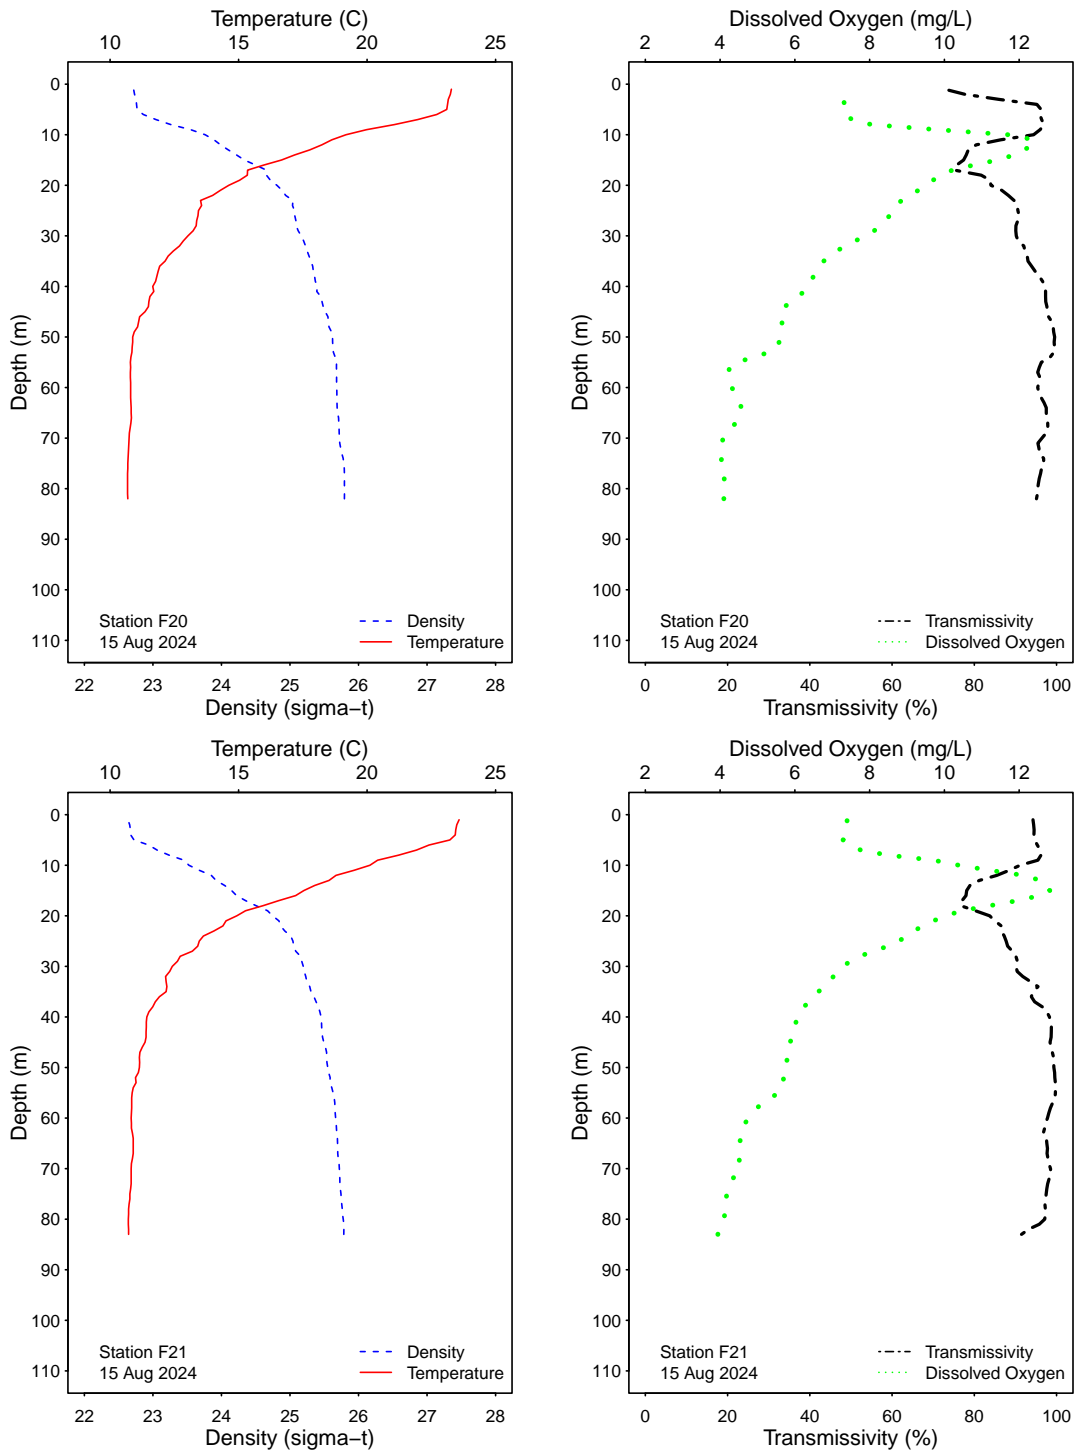 Temperature (C)
10 15 20 25
0
10
20
30
40
50
60
70
80
90
100
110
Depth (m)
Station F20
15 Aug 2024
Density
Temperature
22 23 24 25 26 27 28
Density (sigma−t)
Dissolved Oxygen (mg/L)
2 4 6 8 10 12
0
10
20
30
40
50
60
70
80
90
100
110
Depth (m)
Station F20
15 Aug 2024
Transmissivity
Dissolved Oxygen
0 20 40 60 80 100
Transmissivity (%)
Temperature (C)
10 15 20 25
0
10
20
30
40
50
60
70
80
90
100
110
Depth (m)
Station F21
15 Aug 2024
Density
Temperature
22 23 24 25 26 27 28
Density (sigma−t)
Dissolved Oxygen (mg/L)
2 4 6 8 10 12
0
10
20
30
40
50
60
70
80
90
100
110
Depth (m)
Station F21
15 Aug 2024
Transmissivity
Dissolved Oxygen
0 20 40 60 80 100
Transmissivity (%)